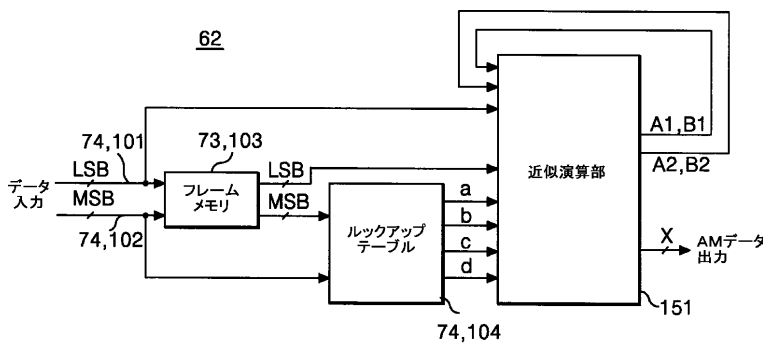 62
74,101
73,103
LSB
データ
入力
MSB
74,102
フレーム
メモリ
LSB
MSB
ルックアップ
テーブル
74,104
a
b
c
d
近似演算部
A1,B1
A2,B2
X
AMデータ
出力
151